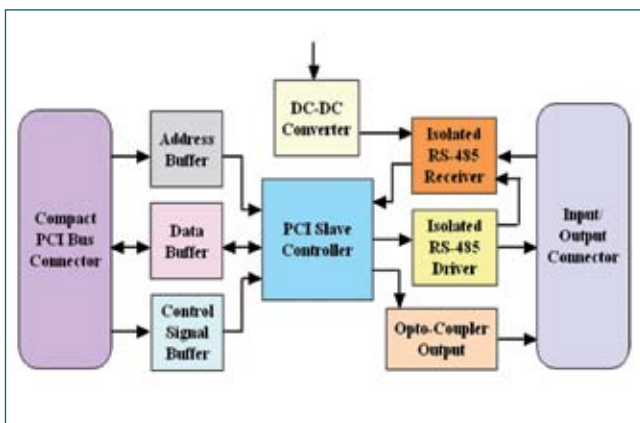 DC-DC
Converter
Address
Buffer
Isolated
RS-485
Receiver
Compact
PCI Bus
Connector
Data
Buffer
PCI Slave
Controller
Isolated
RS-485
Driver
Input/
Output
Connector
Control
Signal
Buffer
Opto-Coupler
Output